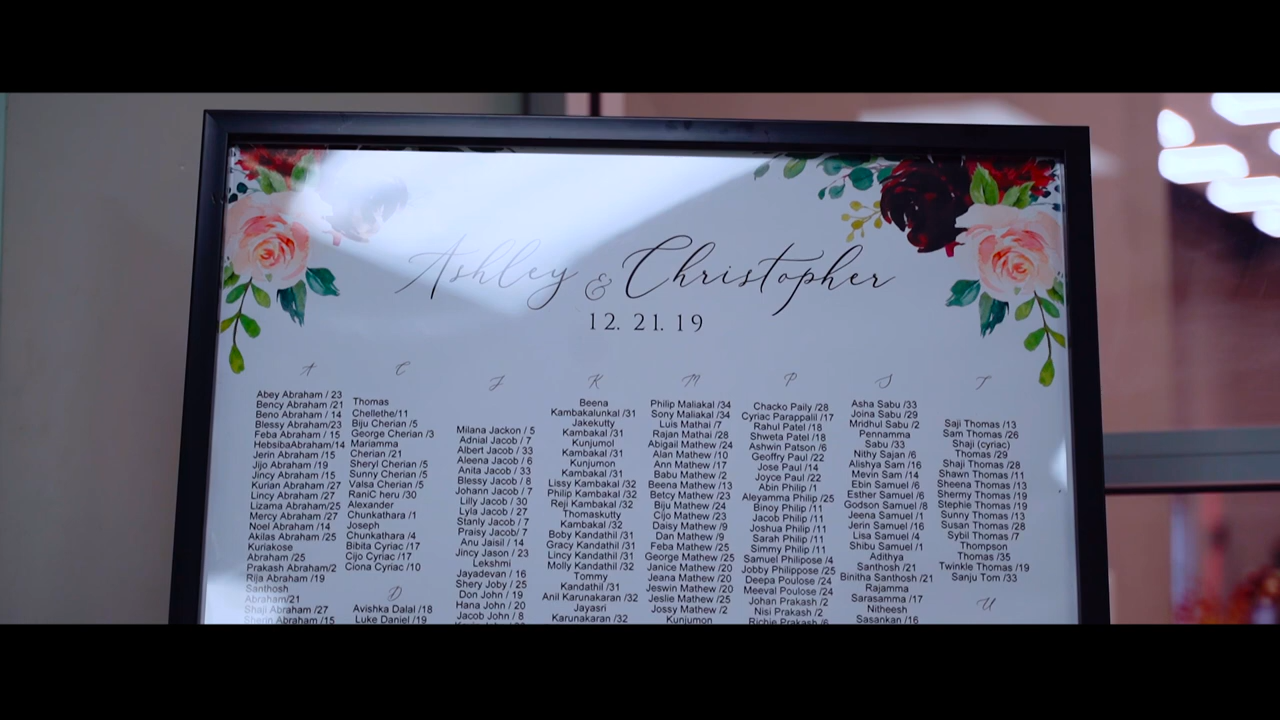 Ashley & Christopher
12. 21. 19
A
Abey Abraham / 23
Bency Abraham /21
Beno Abraham / 14
Blessy Abraham/23
Feba Abraham / 15
HebsibaAbraham/14
Jerin Abraham /15
Jijo Abraham /19
Jincy Abraham /15
Kurian Abraham /27
Lincy Abraham /27
Lizama Abraham/25
Mercy Abraham /27
Noel Abraham /14
Akilas Abraham /25
Kuriakose
Abraham /25
Prakash Abraham/2
Rija Abraham /19
Santhosh
Abraham/21
Shaji Abraham /27
Sherin Abraham /15
C
Thomas
Chellethe/11
Biju Cherian /5
George Cherian /3
Mariamma
Cherian /21
Sheryl Cherian /5
Sunny Cherian /5
Valsa Cherian /5
RaniC heru /30
Alexander
Chunkathara /1
Joseph
Chunkathara /4
Bibita Cyriac /17
Cijo Cyriac /17
Ciona Cyriac /10
D
Avishka Dalal /18
Luke Daniel /19
J
Milana Jackon / 5
Adnial Jacob / 7
Albert Jacob / 33
Aleena Jacob / 6
Anita Jacob / 33
Blessy Jacob / 8
Johann Jacob / 7
Lilly Jacob / 30
Lyla Jacob / 27
Stanly Jacob / 7
Praisy Jacob/ 7
Anu Jaisil / 14
Jincy Jason / 23
Lekshmi
Jayadevan / 16
Shery Joby / 25
Don John / 19
Hana John / 20
Jacob John / 8
K
Beena
Kambakalunkal /31
Jakekutty
Kambakal /31
Kunjumol
Kambakal /31
Kunjumon
Kambakal /31
Lissy Kambakal /32
Philip Kambakal /32
Reji Kambakal /32
Thomaskutty
Kambakal /32
Boby Kandathil /31
Gracy Kandathil /31
Lincy Kandathil /31
Molly Kandathil /32
Tommy
Kandathil /31
Anil Karunakaran /32
Jayasri
Karunakaran /32
M
Philip Maliakal /34
Sony Maliakal /34
Luis Mathai /7
Rajan Mathai /28
Abigail Mathew /24
Alan Mathew /10
Ann Mathew /17
Babu Mathew /2
Beena Mathew /13
Betcy Mathew /23
Biju Mathew /24
Cijo Mathew /23
Daisy Mathew /9
Dan Mathew /9
Feba Mathew /25
George Mathew /25
Janice Mathew /20
Jeana Mathew /20
Jeswin Mathew /20
Jeslie Mathew /25
Jossy Mathew /2
Kunjumon
P
Chacko Paily /28
Cyriac Parappalil /17
Rahul Patel /18
Shweta Patel /18
Ashwin Patson /6
Geoffry Paul /22
Jose Paul /14
Joyce Paul /22
Abin Philip /1
Aleyamma Philip /25
Binoy Philip /11
Jacob Philip /11
Joshua Philip /11
Sarah Philip /11
Simmy Philip /11
Samuel Philipose /4
Jobby Philippose /25
Deepa Poulose /24
Meeval Poulose /24
Johan Prakash /2
Nisi Prakash /2
Richie Prakash /6
S
Asha Sabu /33
Joina Sabu /29
Mridhul Sabu /2
Pennamma
Sabu /33
Nithy Sajan /6
Alishya Sam /16
Mevin Sam /14
Ebin Samuel /6
Esther Samuel /6
Godson Samuel /8
Jeena Samuel /1
Jerin Samuel /16
Lisa Samuel /4
Shibu Samuel /1
Adithya
Santhosh /21
Binitha Santhosh /21
Rajamma
Sarasamma /17
Nitheesh
Sasankan /16
T
Saji Thomas /13
Sam Thomas /26
Shaji (cyriac)
Thomas /29
Shaji Thomas /28
Shawn Thomas /11
Sheena Thomas /13
Shermy Thomas /19
Stephie Thomas /19
Sunny Thomas /13
Susan Thomas /28
Sybil Thomas /7
Thompson
Thomas /35
Twinkle Thomas /19
Sanju Tom /33
U